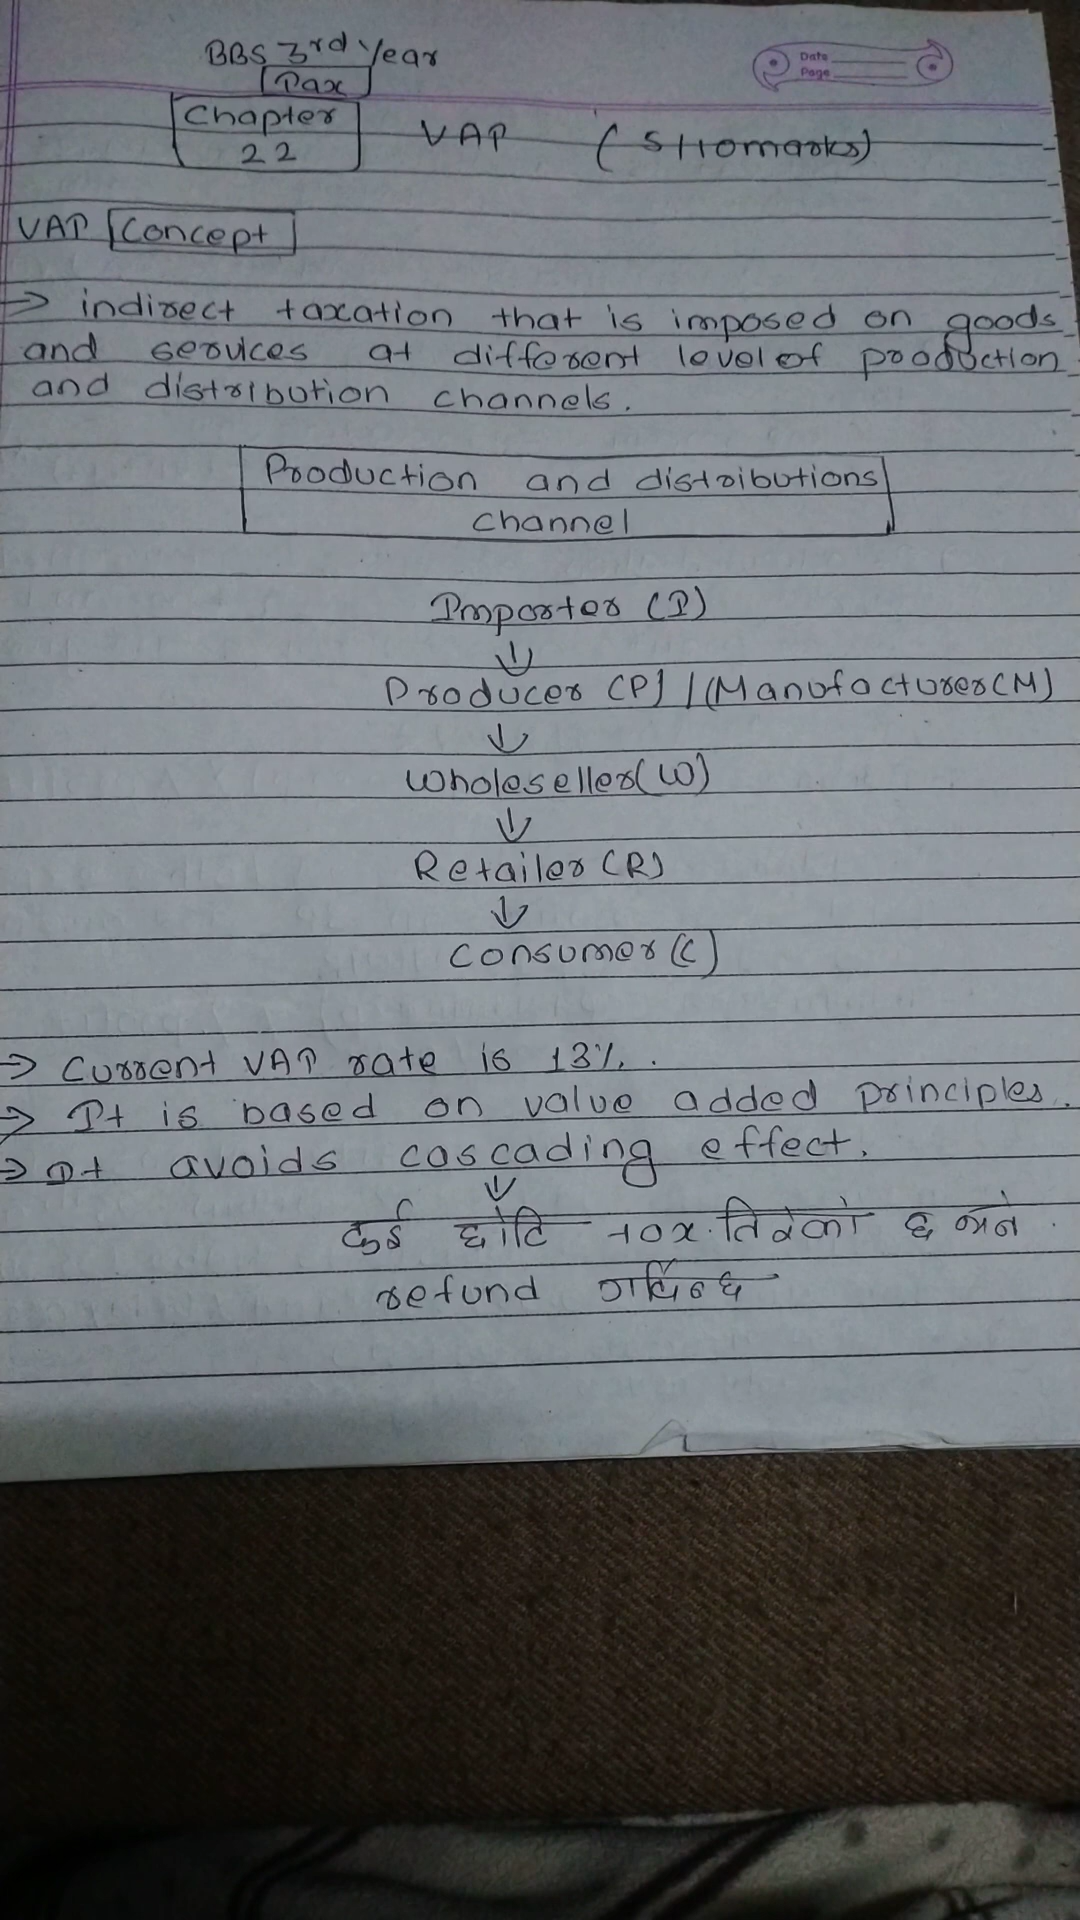 BBS 3rd Year
Tax
Date
Page
Chapter
22
VAT (5/10marks)
VAT Concept
⇒ indirect taxation that is imposed on goods
and services at different level of production
and distribution channels.
Production and distributions
channel
Importer (I)
↓
Producer (P) / (Manufacturer(M)
↓
Wholeseller(W)
↓
Retailer (R)
↓
Consumer (C)
⇒ Current VAT rate is 13%.
⇒ It is based on value added principles.
⇒ It avoids cascading effect.
↓
दुई चोटि tax तिरेको छ भने
refund गर्दिन्छ